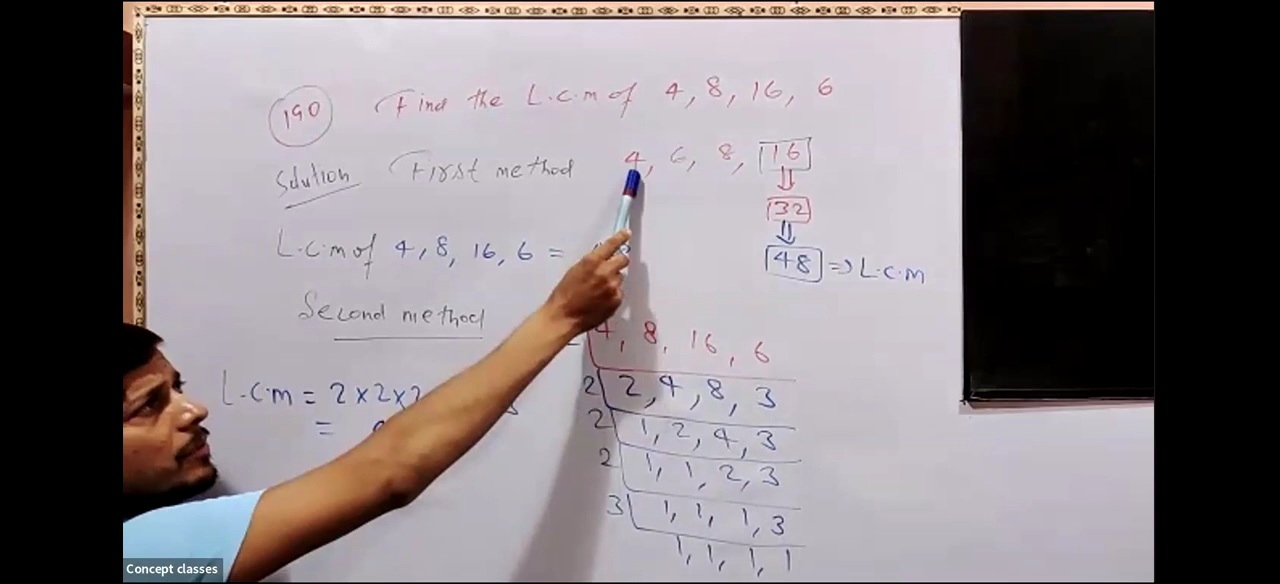 190 Find the L.C.M of 4, 8, 16, 6
Solution First method 4, 6, 8, 16
32
L.C.M of 4, 8, 16, 6 =
48 => L.C.M
Second method
4, 8, 16, 6
2 2, 4, 8, 3
L.C.M = 2x2x2
2 1, 2, 4, 3
=
2 1, 1, 2, 3
3 1, 1, 1, 3
1, 1, 1, 1
Concept classes